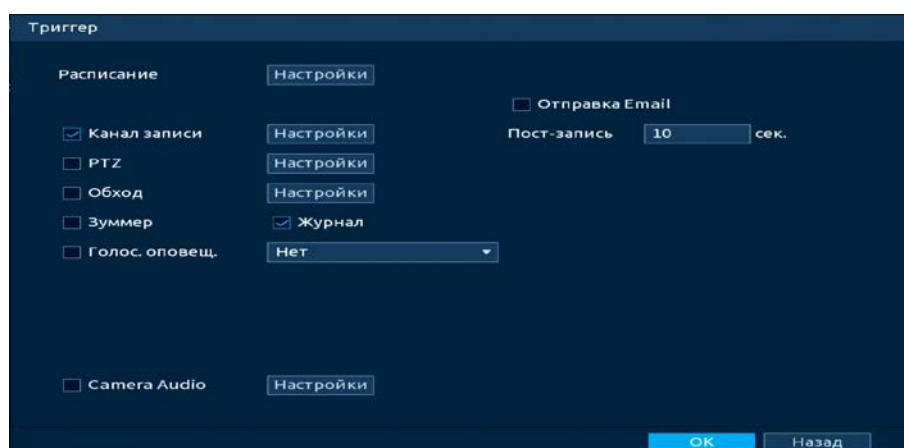 Триггер
Расписание Настройки
Отправка Email
Канал записи Настройки Пост-запись 10 сек.
PTZ Настройки
Обход Настройки
Зуммер Журнал
Голос. оповещ. Нет
Camera Audio Настройки
OK Назад